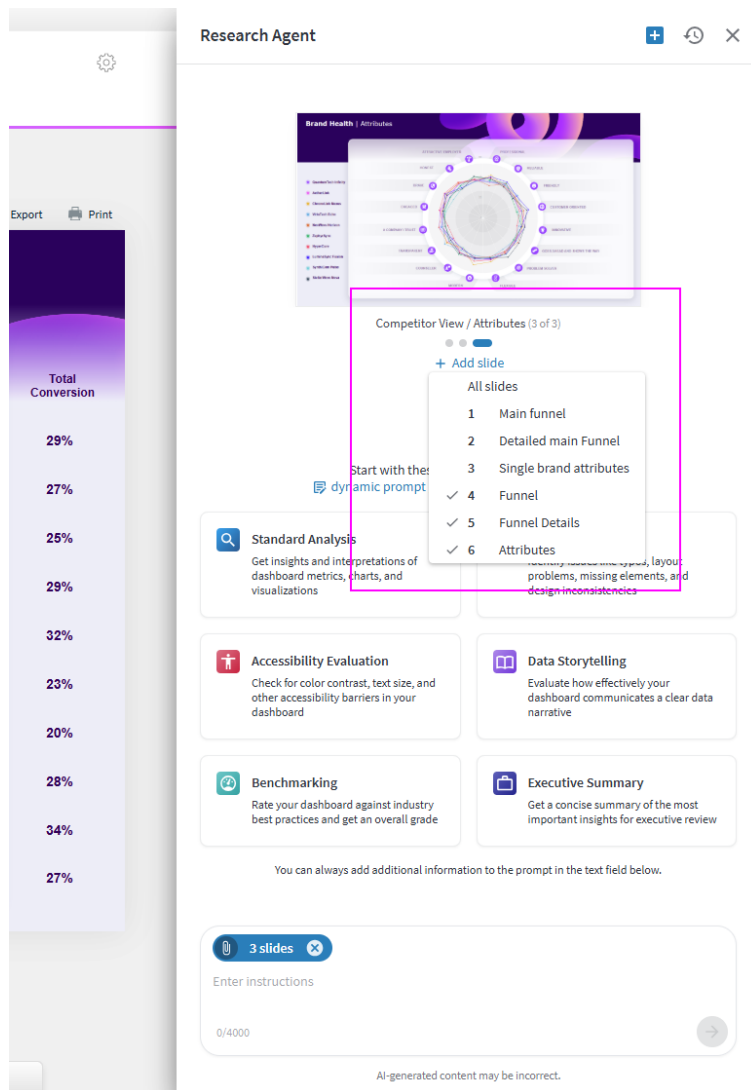 Research Agent
Brand Health | Attributes
Competitor View / Attributes (3 of 3)
+ Add slide
All slides
1 Main funnel
2 Detailed main Funnel
3 Single brand attributes
4 Funnel
5 Funnel Details
6 Attributes
Start with thes
dynamic prompt
Standard Analysis
Get insights and interpretations of
dashboard metrics, charts, and
visualizations
Identify issues like typos, layout
problems, missing elements, and
design inconsistencies
Accessibility Evaluation
Check for color contrast, text size, and
other accessibility barriers in your
dashboard
Data Storytelling
Evaluate how effectively your
dashboard communicates a clear data
narrative
Benchmarking
Rate your dashboard against industry
best practices and get an overall grade
Executive Summary
Get a concise summary of the most
important insights for executive review
You can always add additional information to the prompt in the text field below.
3 slides
Enter instructions
0/4000
AI-generated content may be incorrect.
Export
Print
Total
Conversion
29%
27%
25%
29%
32%
23%
20%
28%
34%
27%